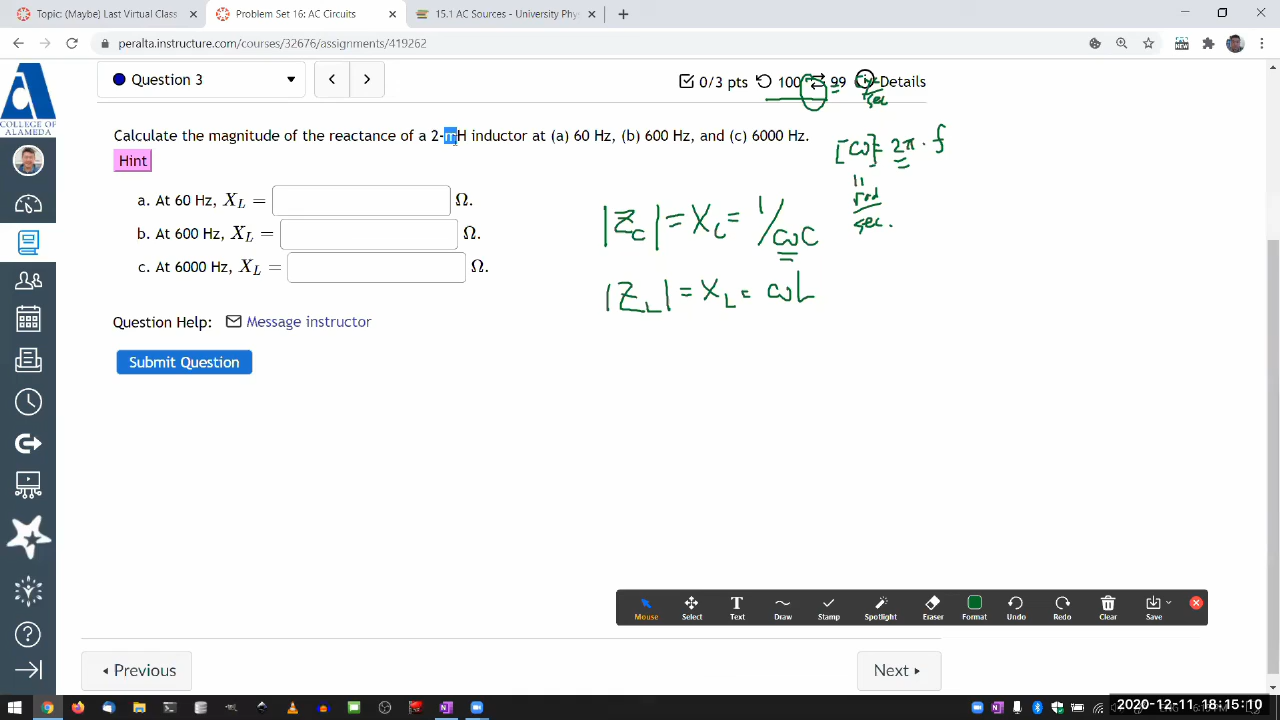 Topic: (Maybe) Last Virtual Class
Problem Set 16: AC Circuits
15.1 AC Sources - University Phy
peralta.instructure.com/courses/32676/assignments/419262
COLLEGE OF
ALAMEDA
Question 3
0/3 pts
100
99
Details
sec
Calculate the magnitude of the reactance of a 2-mH inductor at (a) 60 Hz, (b) 600 Hz, and (c) 6000 Hz.
Hint
[ω] = 2π · f
rad
sec.
a. At 60 Hz, X_L = Ω.
b. At 600 Hz, X_L = Ω.
c. At 6000 Hz, X_L = Ω.
|Z_C| = X_C = 1/ωC
|Z_L| = X_L = ωL
Question Help: Message instructor
Submit Question
Mouse Select Text Draw Stamp Spotlight Eraser Format Undo Redo Clear Save
Previous
Next
2020-12-11 18:15:10